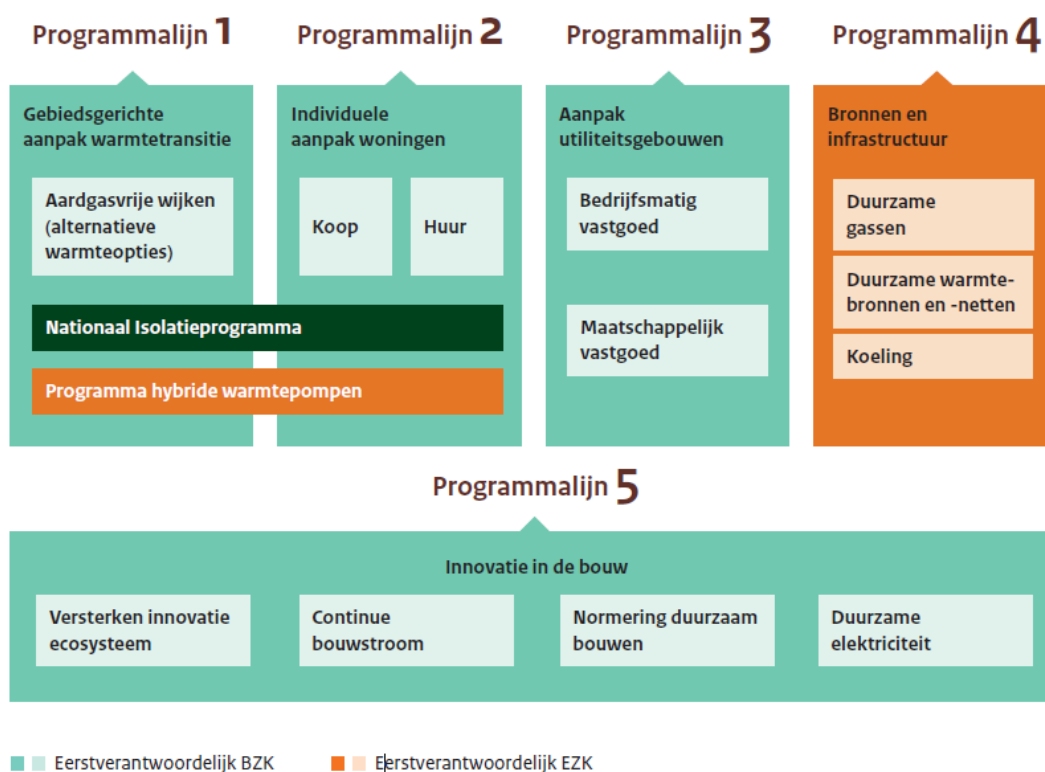 Programmalijn 1
Gebiedsgerichte
aanpak warmtetransitie
Aardgasvrije wijken
(alternatieve
warmteopties)
Programmalijn 2
Individuele
aanpak woningen
Koop
Huur
Nationaal Isolatieprogramma
Programma hybride warmtepompen
Programmalijn 3
Aanpak
utiliteitsgebouwen
Bedrijfsmatig
vastgoed
Maatschappelijk
vastgoed
Programmalijn 4
Bronnen en
infrastructuur
Duurzame
gassen
Duurzame warmte-
bronnen en -netten
Koeling
Programmalijn 5
Innovatie in de bouw
Versterken innovatie
ecosysteem
Continue
bouwstroom
Normering duurzaam
bouwen
Duurzame
elektriciteit
Eerstverantwoordelijk BZK
Eerstverantwoordelijk EZK